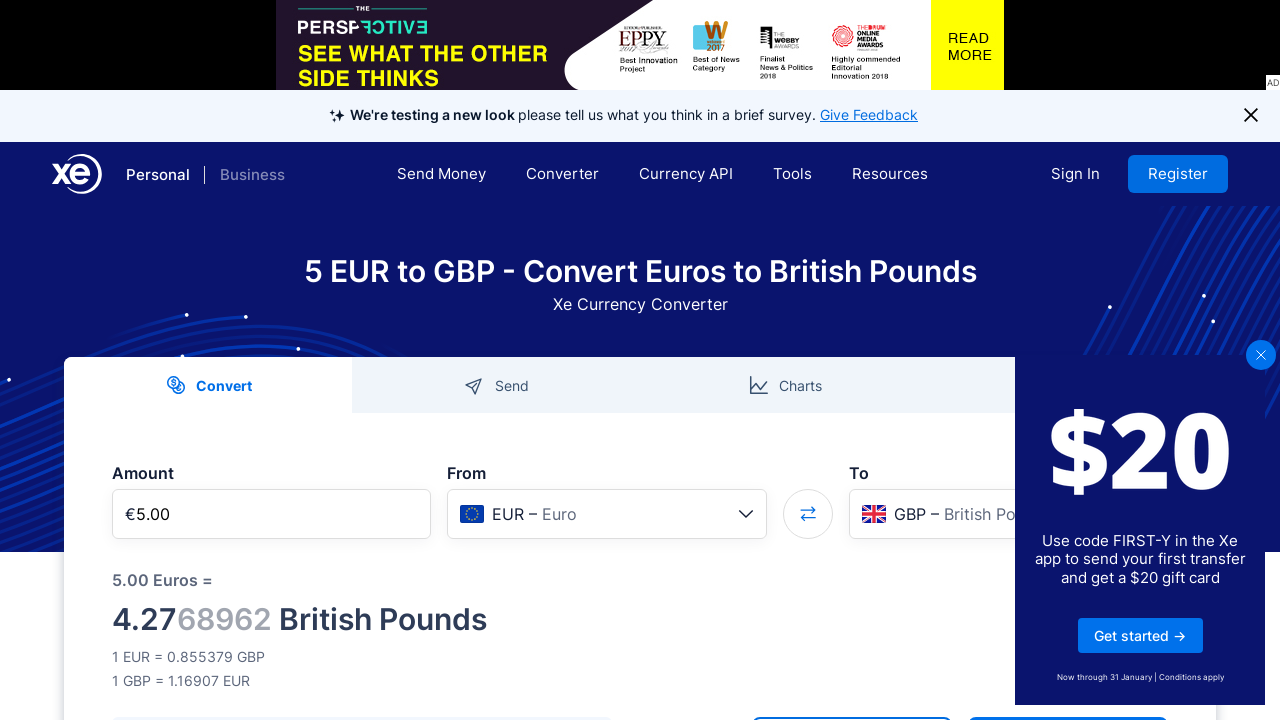 THE
PERSPECTIVE
SEE WHAT THE OTHER
SIDE THINKS
EPPY
2017
Best Innovation
Project
W
2017
Best of News
Category
THE
WEBBY
AWARDS
Finalist
News & Politics
2018
THE DRUM
ONLINE
MEDIA
AWARDS
Highly commended
Editorial
Innovation 2018
READ
MORE
AD
We're testing a new look please tell us what you think in a brief survey. Give Feedback
xe
Personal
Business
Send Money
Converter
Currency API
Tools
Resources
Sign In
Register
5 EUR to GBP - Convert Euros to British Pounds
Xe Currency Converter
Convert
Send
Charts
Amount
From
To
€5.00
EUR – Euro
GBP – British Po
5.00 Euros =
4.2768962 British Pounds
1 EUR = 0.855379 GBP
1 GBP = 1.16907 EUR
$20
Use code FIRST-Y in the Xe
app to send your first transfer
and get a $20 gift card
Get started →
Now through 31 January | Conditions apply